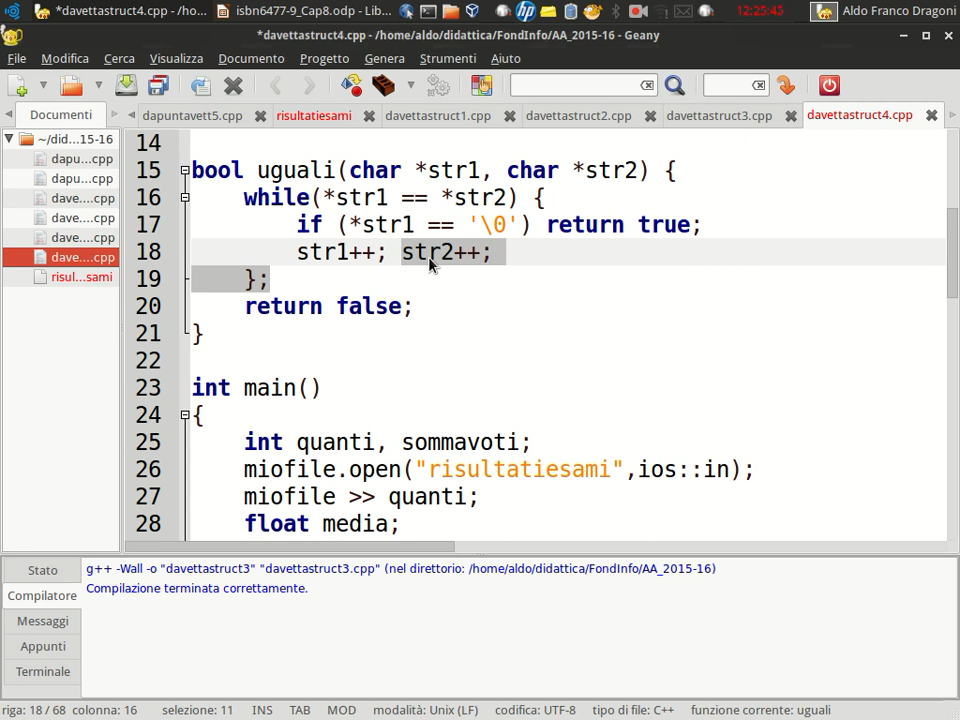 *davettastruct4.cpp - /ho...
isbn6477-9_Cap8.odp - Lib...
12:25:45
Aldo Franco Dragoni
*davettastruct4.cpp - /home/aldo/didattica/FondInfo/AA_2015-16 - Geany
File Modifica Cerca Visualizza Documento Progetto Genera Strumenti Aiuto
Documenti
dapuntavett5.cpp
risultatiesami
davettastruct1.cpp
davettastruct2.cpp
davettastruct3.cpp
davettastruct4.cpp
~/did...15-16
dapu...cpp
dapu...cpp
dave....cpp
dave....cpp
dave....cpp
dave....cpp
risul...sami
14
15 bool uguali(char *str1, char *str2) {
16 while(*str1 == *str2) {
17 if (*str1 == '\0') return true;
18 str1++; str2++;
19 };
20 return false;
21 }
22
23 int main()
24 {
25 int quanti, sommavoti;
26 miofile.open("risultatiesami",ios::in);
27 miofile >> quanti;
28 float media;
Stato
Compilatore
Messaggi
Appunti
Terminale
g++ -Wall -o "davettastruct3" "davettastruct3.cpp" (nel direttorio: /home/aldo/didattica/FondInfo/AA_2015-16)
Compilazione terminata correttamente.
riga: 18 / 68 colonna: 16 selezione: 11 INS TAB MOD modalità: Unix (LF) codifica: UTF-8 tipo di file: C++ funzione corrente: uguali